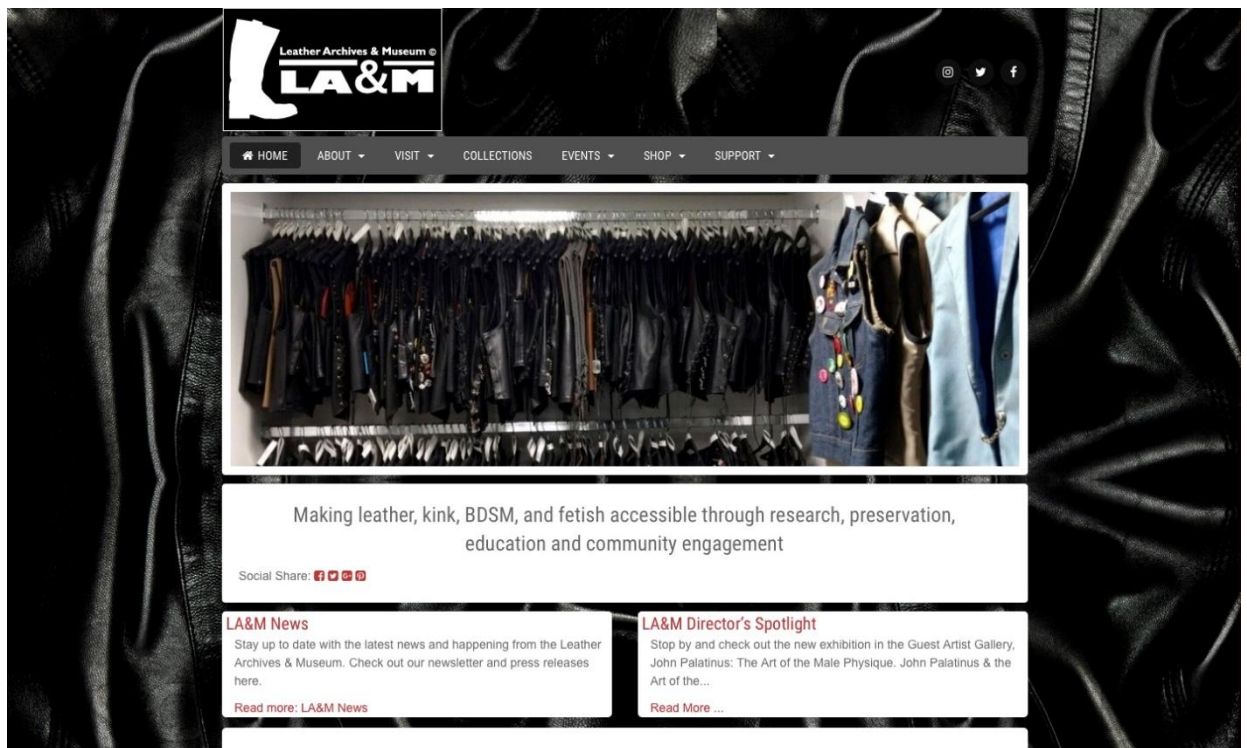 Leather Archives & Museum ©
LA&M
HOME ABOUT VISIT COLLECTIONS EVENTS SHOP SUPPORT
Making leather, kink, BDSM, and fetish accessible through research, preservation,
education and community engagement
Social Share:
LA&M News
Stay up to date with the latest news and happening from the Leather
Archives & Museum. Check out our newsletter and press releases
here.
Read more: LA&M News
LA&M Director's Spotlight
Stop by and check out the new exhibition in the Guest Artist Gallery,
John Palatinus: The Art of the Male Physique. John Palatinus & the
Art of the...
Read More ...